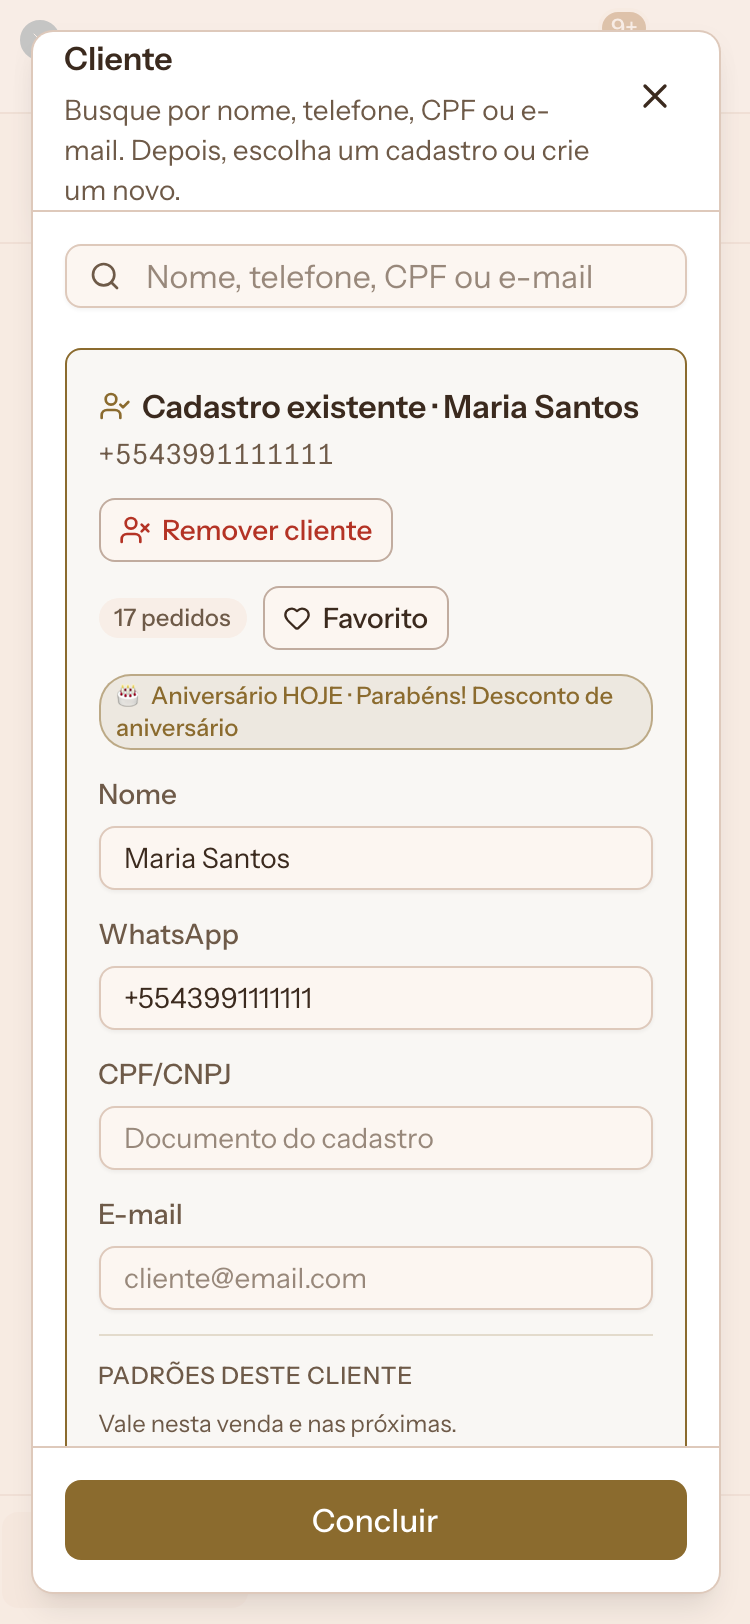 9+
Cliente
Busque por nome, telefone, CPF ou e-
mail. Depois, escolha um cadastro ou crie
um novo.
Nome, telefone, CPF ou e-mail
Cadastro existente · Maria Santos
+5543991111111
Remover cliente
17 pedidos
Favorito
Aniversário HOJE · Parabéns! Desconto de
aniversário
Nome
Maria Santos
WhatsApp
+5543991111111
CPF/CNPJ
Documento do cadastro
E-mail
cliente@email.com
PADRÕES DESTE CLIENTE
Vale nesta venda e nas próximas.
Concluir